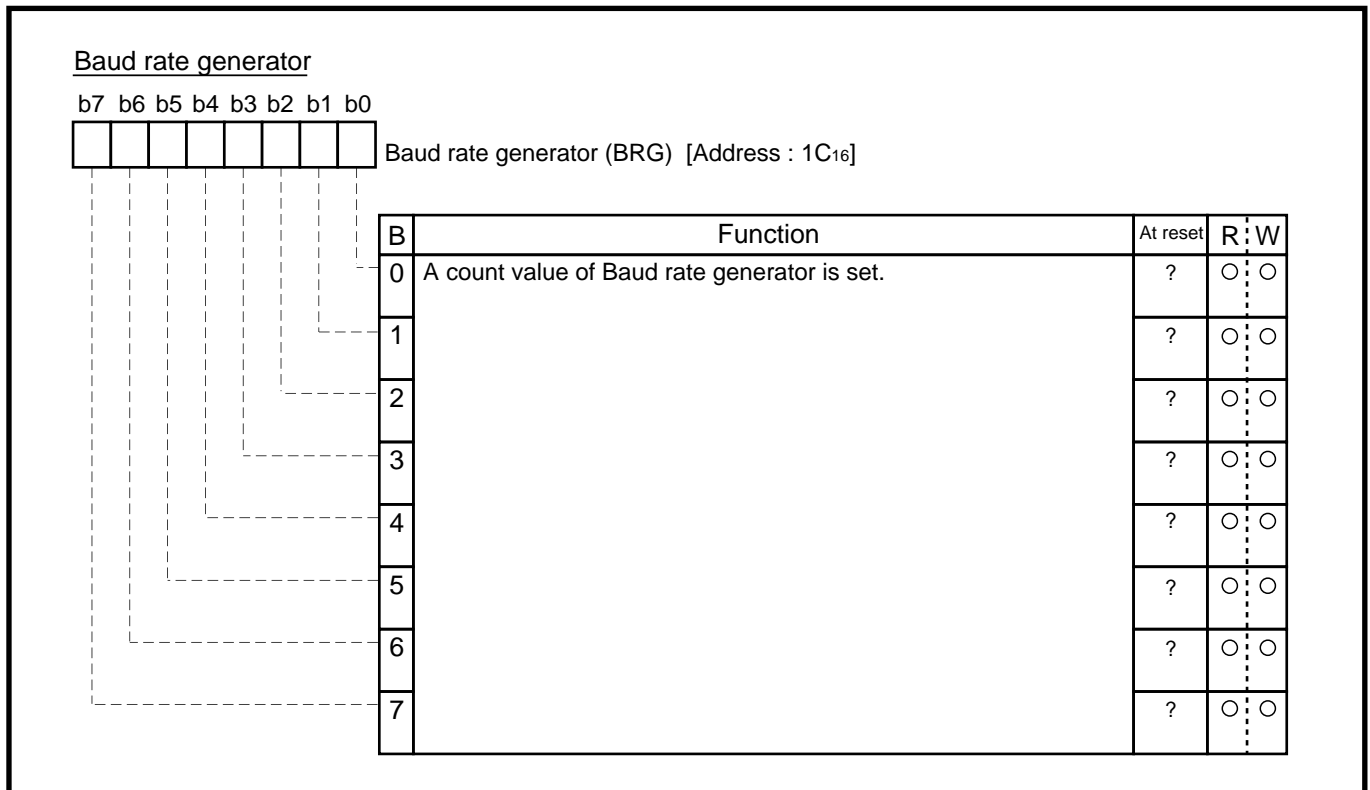 Baud rate generator
b7 b6 b5 b4 b3 b2 b1 b0
Baud rate generator (BRG) [Address : 1C16]
B Function At reset R W
0 A count value of Baud rate generator is set. ? ○ ○
1 ? ○ ○
2 ? ○ ○
3 ? ○ ○
4 ? ○ ○
5 ? ○ ○
6 ? ○ ○
7 ? ○ ○